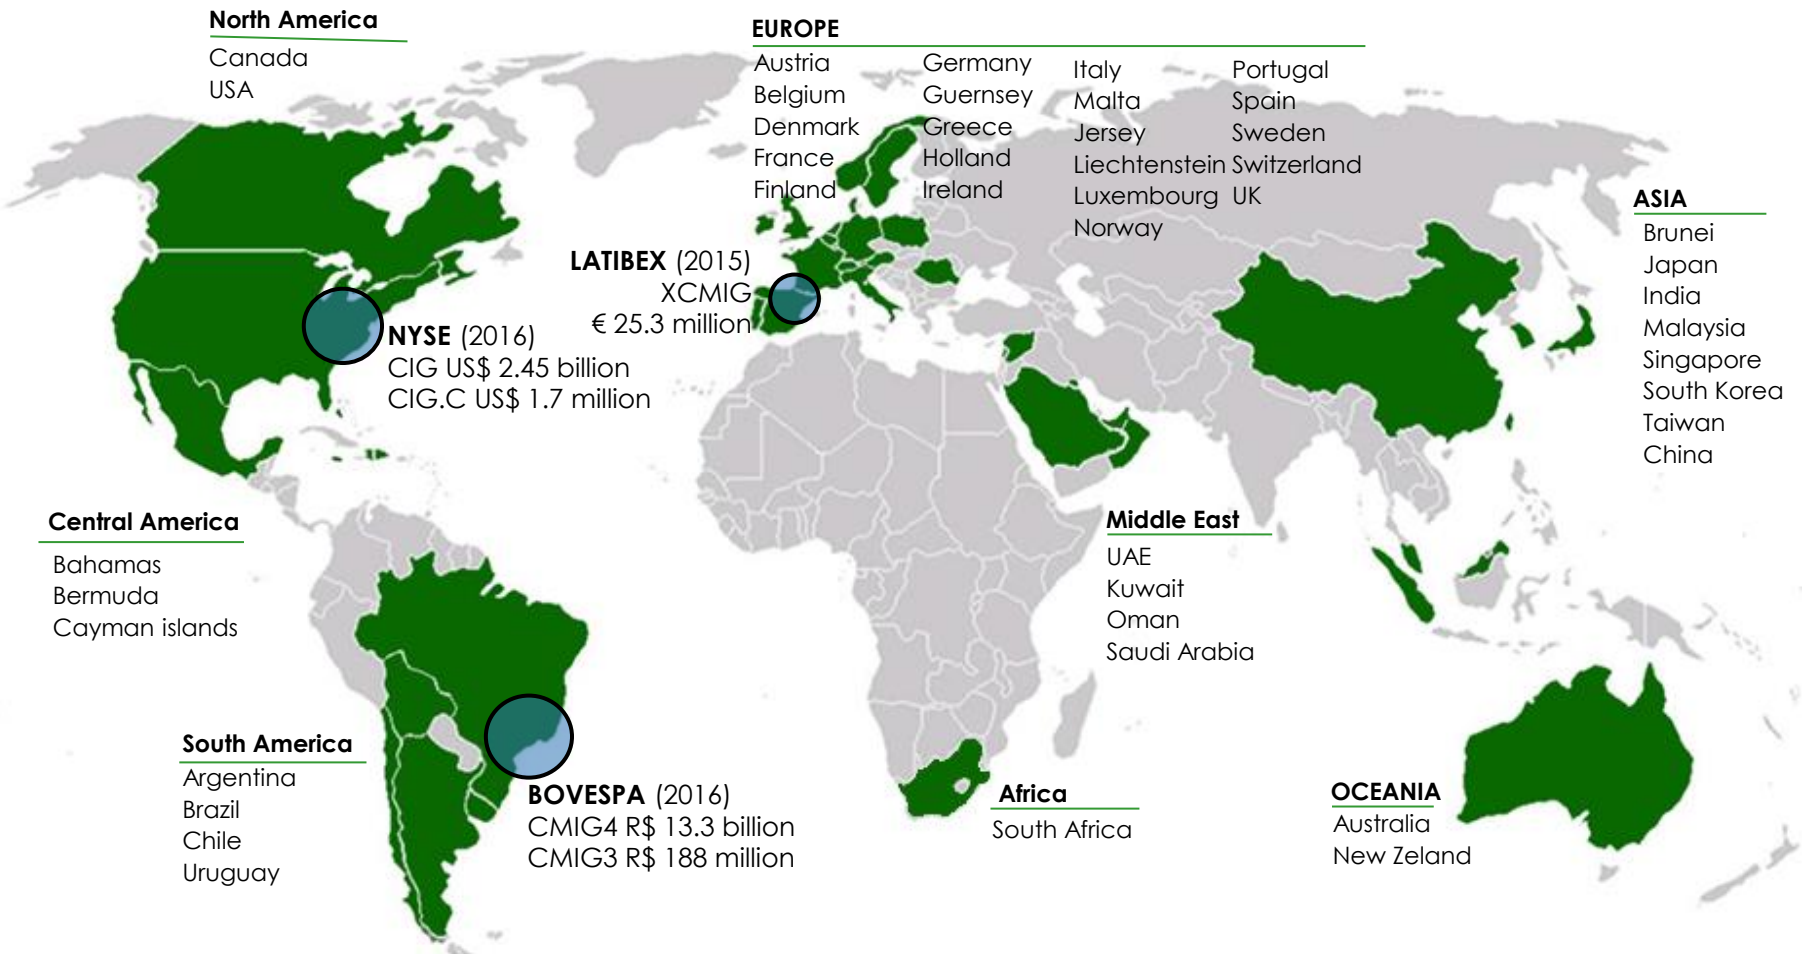 North America
Canada
USA
EUROPE
Austria
Belgium
Denmark
France
Finland
Germany
Guernsey
Greece
Holland
Ireland
Italy
Malta
Jersey
Liechtenstein
Luxembourg
Norway
Portugal
Spain
Sweden
Switzerland
UK
ASIA
Brunei
Japan
India
Malaysia
Singapore
South Korea
Taiwan
China
LATIBEX (2015)
XCMIG
€ 25.3 million
NYSE (2016)
CIG US$ 2.45 billion
CIG.C US$ 1.7 million
Central America
Bahamas
Bermuda
Cayman islands
Middle East
UAE
Kuwait
Oman
Saudi Arabia
South America
Argentina
Brazil
Chile
Uruguay
BOVESPA (2016)
CMIG4 R$ 13.3 billion
CMIG3 R$ 188 million
Africa
South Africa
OCEANIA
Australia
New Zeland